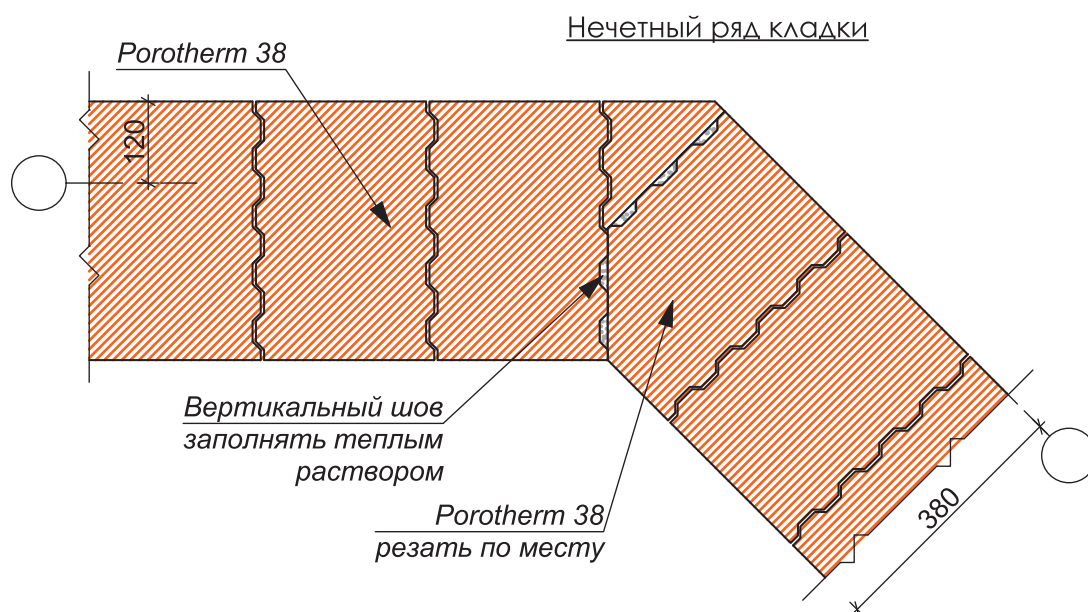 Нечетный ряд кладки
Porotherm 38
120
Вертикальный шов
заполнять теплым
раствором
Porotherm 38
резать по месту
380